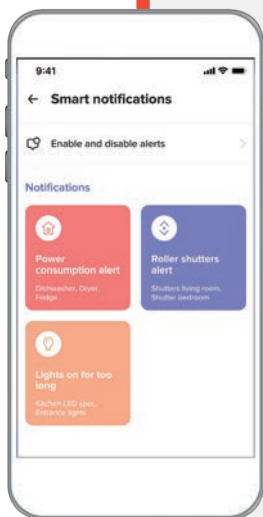 9:41
← Smart notifications
Enable and disable alerts
Notifications
Power
consumption alert
Dishwasher, Dryer,
Fridge
Roller shutters
alert
Shutters living room,
Shutter bedroom
Lights on for too
long
Kitchen LED spot,
Entrance lights